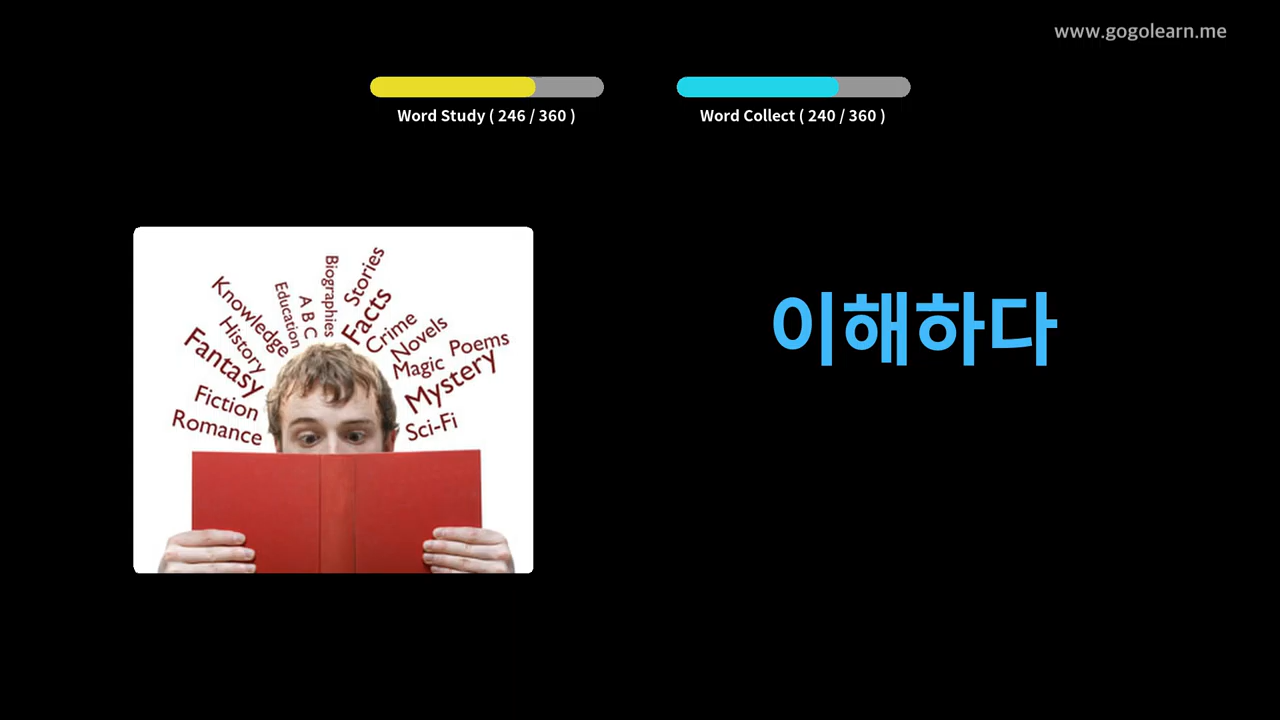 www.gogolearn.me
Word Study ( 246 / 360 )
Word Collect ( 240 / 360 )
이해하다
Knowledge
History
Fantasy
Fiction
Romance
Education
A B C
Biographies
Stories
Facts
Crime
Novels
Magic
Poems
Mystery
Sci-Fi